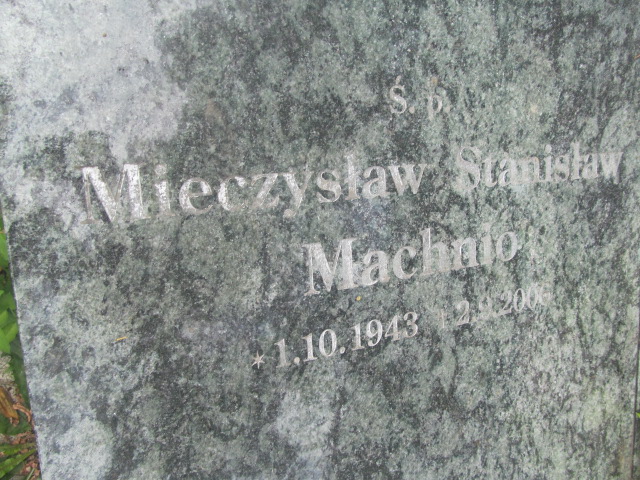 Ś. p.
Mieczysław Stanisław
Machnio
* 1.10.1943